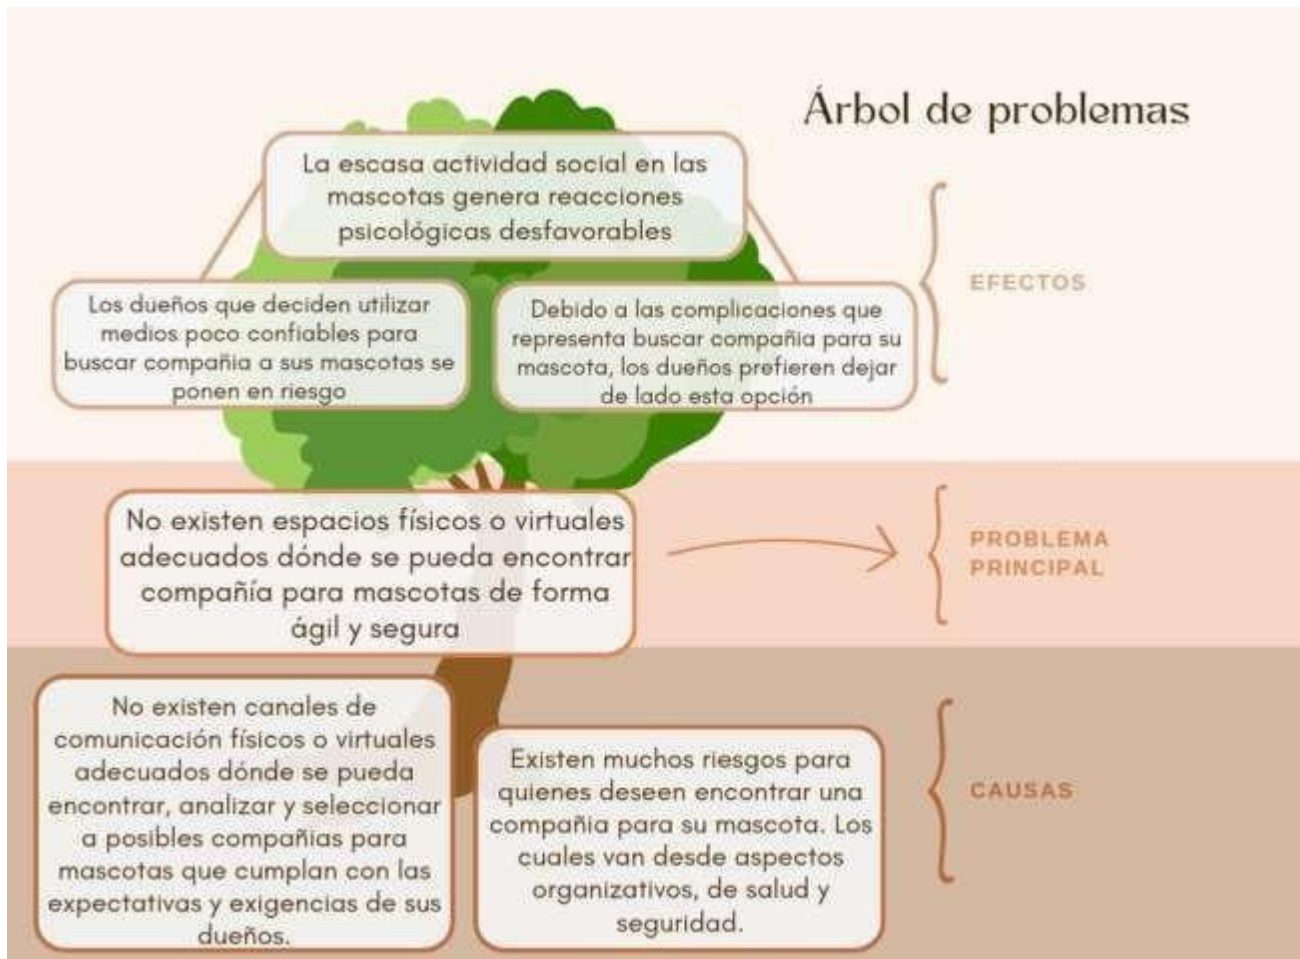 Árbol de problemas
La escasa actividad social en las
mascotas genera reacciones
psicológicas desfavorables
Los dueños que deciden utilizar
medios poco confiables para
buscar compañia a sus mascotas se
ponen en riesgo
Debido a las complicaciones que
representa buscar compañia para su
mascota, los dueños prefieren dejar
de lado esta opción
EFECTOS
No existen espacios físicos o virtuales
adecuados dónde se pueda encontrar
compañía para mascotas de forma
ágil y segura
PROBLEMA
PRINCIPAL
No existen canales de
comunicación físicos o virtuales
adecuados dónde se pueda
encontrar, analizar y seleccionar
a posibles compañias para
mascotas que cumplan con las
expectativas y exigencias de sus
dueños.
Existen muchos riesgos para
quienes deseen encontrar una
compañia para su mascota. Los
cuales van desde aspectos
organizativos, de salud y
seguridad.
CAUSAS